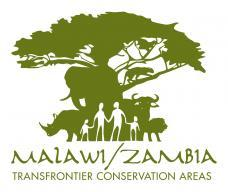 MALAWI/ZAMBIA
TRANSFRONTIER CONSERVATION AREAS